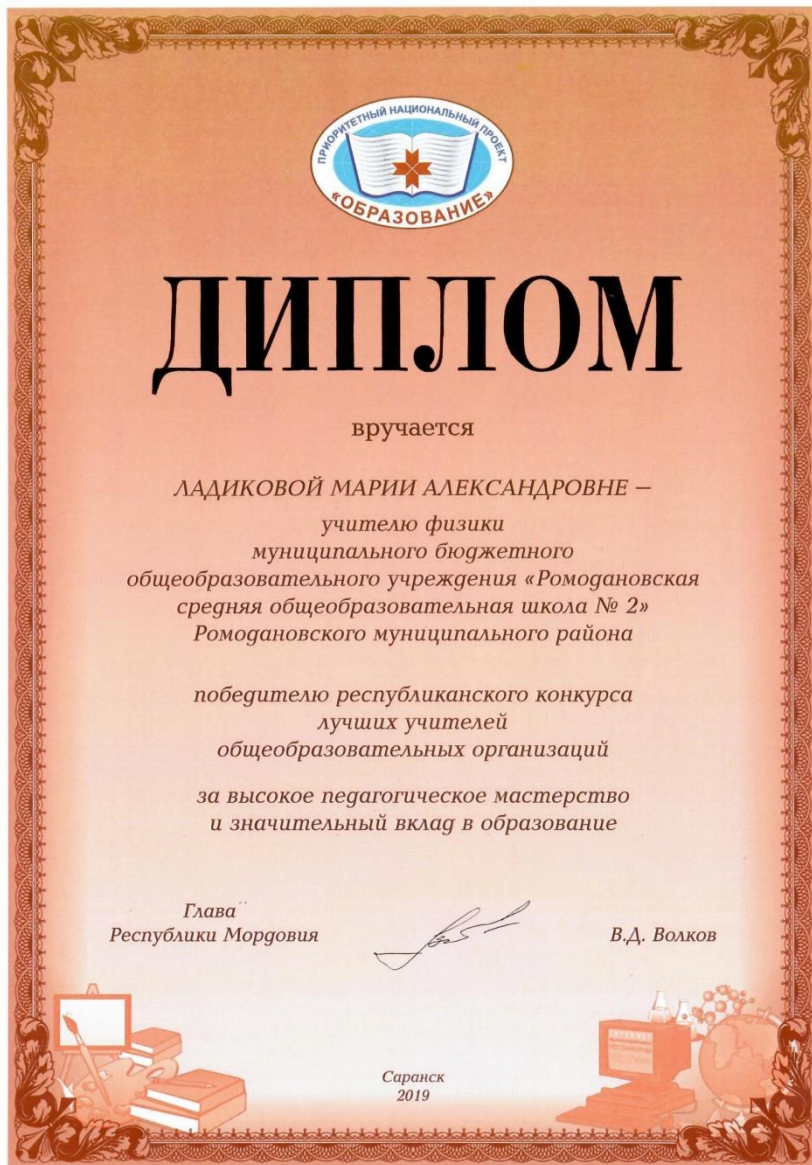 ПРИОРИТЕТНЫЙ НАЦИОНАЛЬНЫЙ ПРОЕКТ
«ОБРАЗОВАНИЕ»
ДИПЛОМ
вручается
ЛАДИКОВОЙ МАРИИ АЛЕКСАНДРОВНЕ –
учителю физики
муниципального бюджетного
общеобразовательного учреждения «Ромодановская
средняя общеобразовательная школа № 2»
Ромодановского муниципального района
победителю республиканского конкурса
лучших учителей
общеобразовательных организаций
за высокое педагогическое мастерство
и значительный вклад в образование
Глава
Республики Мордовия
В.Д. Волков
INTERNET
Саранск
2019